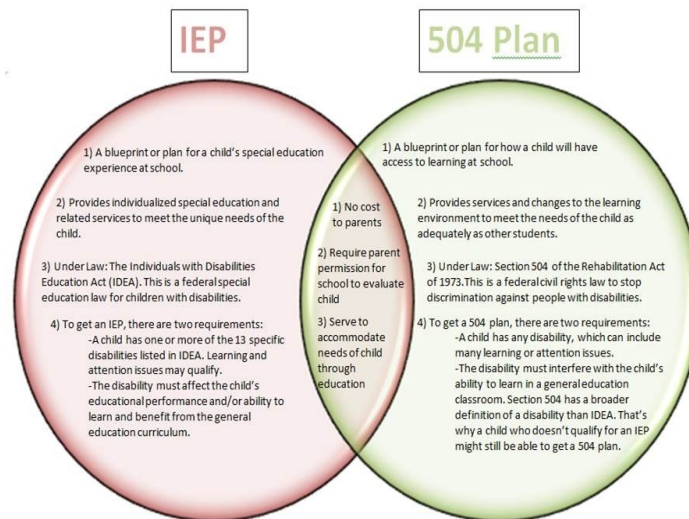 IEP
504 Plan
1) A blueprint or plan for a child's special education
experience at school.
2) Provides individualized special education and
related services to meet the unique needs of the
child.
3) Under Law: The Individuals with Disabilities
Education Act (IDEA). This is a federal special
education law for children with disabilities.
4) To get an IEP, there are two requirements:
-A child has one or more of the 13 specific
disabilities listed in IDEA. Learning and
attention issues may qualify.
-The disability must affect the child's
educational performance and/or ability to
learn and benefit from the general
education curriculum.
1) No cost
to parents
2) Require parent
permission for
school to evaluate
child
3) Serve to
accommodate
needs of child
through
education
1) A blueprint or plan for how a child will have
access to learning at school.
2) Provides services and changes to the learning
environment to meet the needs of the child as
adequately as other students.
3) Under Law: Section 504 of the Rehabilitation Act
of 1973.This is a federal civil rights law to stop
discrimination against people with disabilities.
4) To get a 504 plan, there are two requirements:
-A child has any disability, which can include
many learning or attention issues.
-The disability must interfere with the child's
ability to learn in a general education
classroom. Section 504 has a broader
definition of a disability than IDEA. That's
why a child who doesn't qualify for an IEP
might still be able to get a 504 plan.